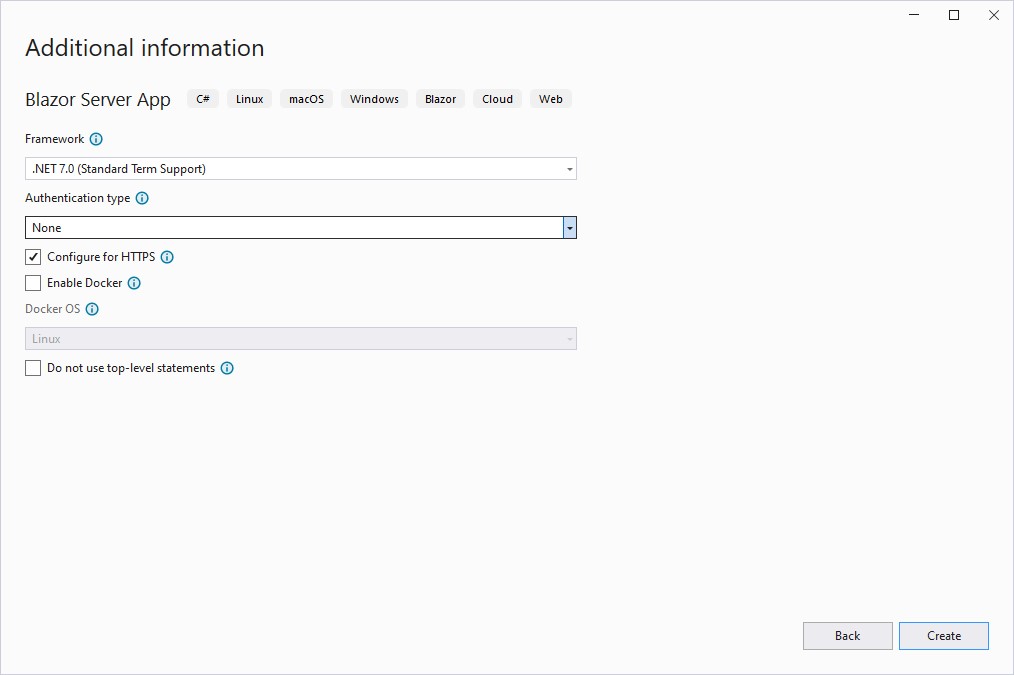 Additional information
Blazor Server App C# Linux macOS Windows Blazor Cloud Web
Framework
.NET 7.0 (Standard Term Support)
Authentication type
None
Configure for HTTPS
Enable Docker
Docker OS
Linux
Do not use top-level statements
Back Create